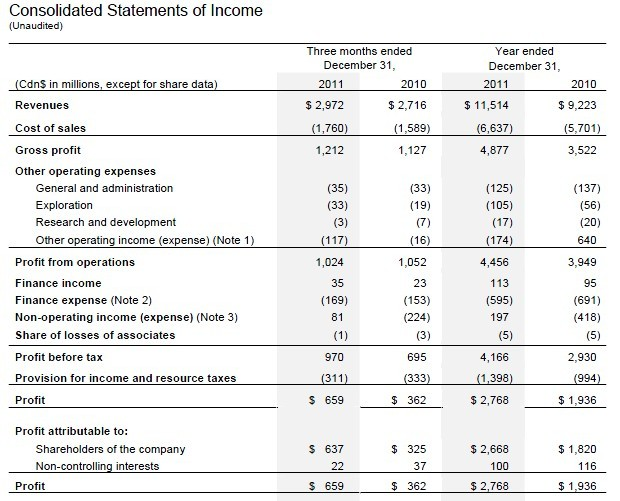 Consolidated Statements of Income
(Unaudited)
Three months ended Year ended
December 31, December 31,
(Cdn$ in millions, except for share data) 2011 2010 2011 2010
Revenues $ 2,972 $ 2,716 $ 11,514 $ 9,223
Cost of sales (1,760) (1,589) (6,637) (5,701)
Gross profit 1,212 1,127 4,877 3,522
Other operating expenses
General and administration (35) (33) (125) (137)
Exploration (33) (19) (105) (56)
Research and development (3) (7) (17) (20)
Other operating income (expense) (Note 1) (117) (16) (174) 640
Profit from operations 1,024 1,052 4,456 3,949
Finance income 35 23 113 95
Finance expense (Note 2) (169) (153) (595) (691)
Non-operating income (expense) (Note 3) 81 (224) 197 (418)
Share of losses of associates (1) (3) (5) (5)
Profit before tax 970 695 4,166 2,930
Provision for income and resource taxes (311) (333) (1,398) (994)
Profit $ 659 $ 362 $ 2,768 $ 1,936
Profit attributable to:
Shareholders of the company $ 637 $ 325 $ 2,668 $ 1,820
Non-controlling interests 22 37 100 116
Profit $ 659 $ 362 $ 2,768 $ 1,936